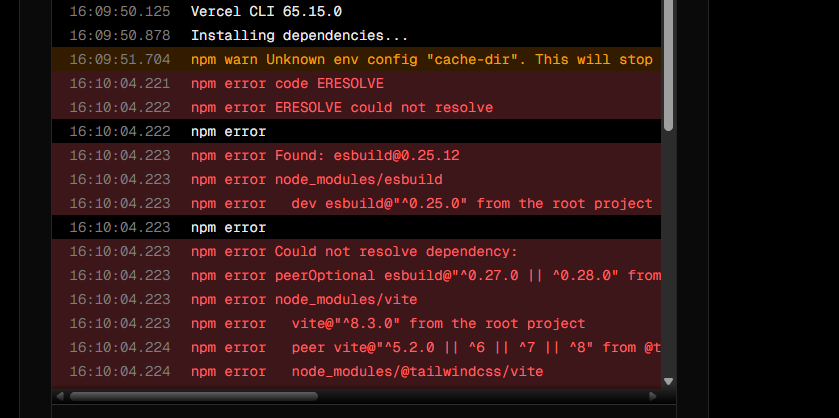 16:09:50.125 Vercel CLI 65.15.0
16:09:50.878 Installing dependencies...
16:09:51.704 npm warn Unknown env config "cache-dir". This will stop
16:10:04.221 npm error code ERESOLVE
16:10:04.222 npm error ERESOLVE could not resolve
16:10:04.222 npm error
16:10:04.223 npm error Found: esbuild@0.25.12
16:10:04.223 npm error node_modules/esbuild
16:10:04.223 npm error   dev esbuild@"^0.25.0" from the root project
16:10:04.223 npm error
16:10:04.223 npm error Could not resolve dependency:
16:10:04.223 npm error peerOptional esbuild@"^0.27.0 || ^0.28.0" from
16:10:04.223 npm error node_modules/vite
16:10:04.223 npm error   vite@"^8.3.0" from the root project
16:10:04.224 npm error   peer vite@"^5.2.0 || ^6 || ^7 || ^8" from @t
16:10:04.224 npm error   node_modules/@tailwindcss/vite